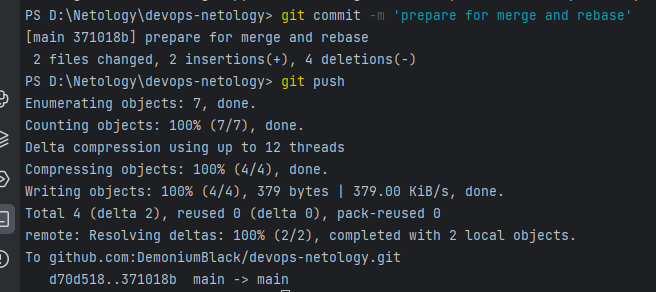 PS D:\Netology\devops-netology> git commit -m 'prepare for merge and rebase'
[main 371018b] prepare for merge and rebase
 2 files changed, 2 insertions(+), 4 deletions(-)
PS D:\Netology\devops-netology> git push
Enumerating objects: 7, done.
Counting objects: 100% (7/7), done.
Delta compression using up to 12 threads
Compressing objects: 100% (4/4), done.
Writing objects: 100% (4/4), 379 bytes | 379.00 KiB/s, done.
Total 4 (delta 2), reused 0 (delta 0), pack-reused 0
remote: Resolving deltas: 100% (2/2), completed with 2 local objects.
To github.com:DemoniumBlack/devops-netology.git
   d70d518..371018b  main -> main